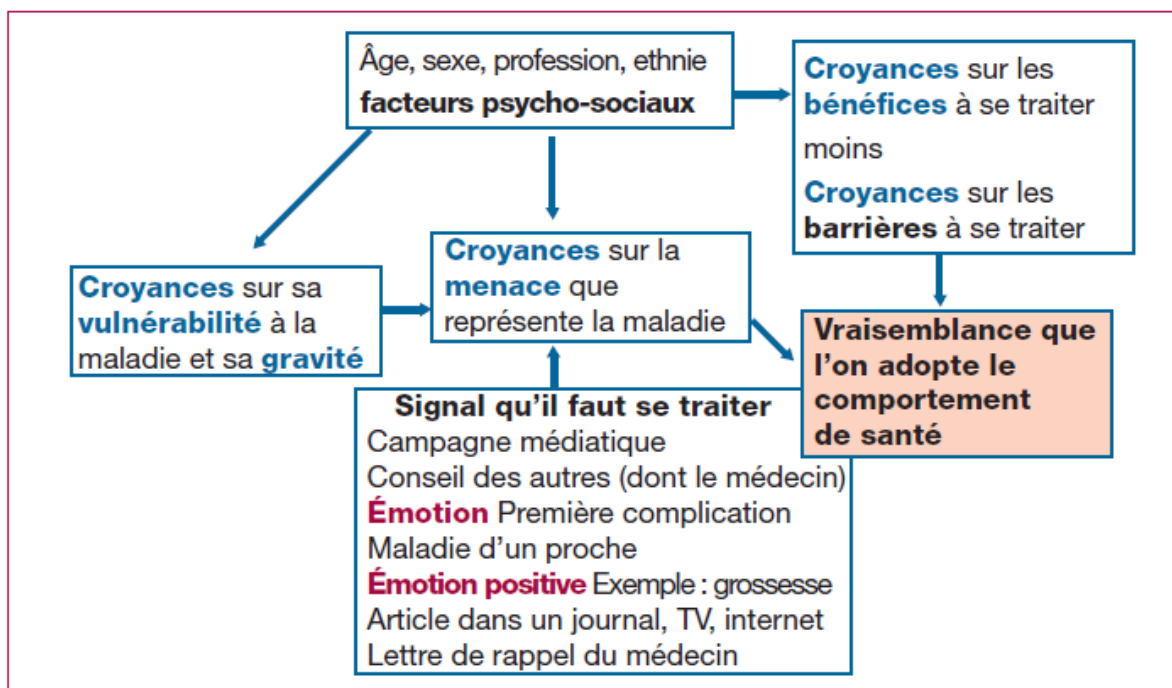 Âge, sexe, profession, ethnie
facteurs psycho-sociaux
Croyances sur les
bénéfices à se traiter
moins
Croyances sur les
barrières à se traiter
Croyances sur sa
vulnérabilité à la
maladie et sa gravité
Croyances sur la
menace que
représente la maladie
Vraisemblance que
l'on adopte le
comportement
de santé
Signal qu'il faut se traiter
Campagne médiatique
Conseil des autres (dont le médecin)
Émotion Première complication
Maladie d'un proche
Émotion positive Exemple : grossesse
Article dans un journal, TV, internet
Lettre de rappel du médecin